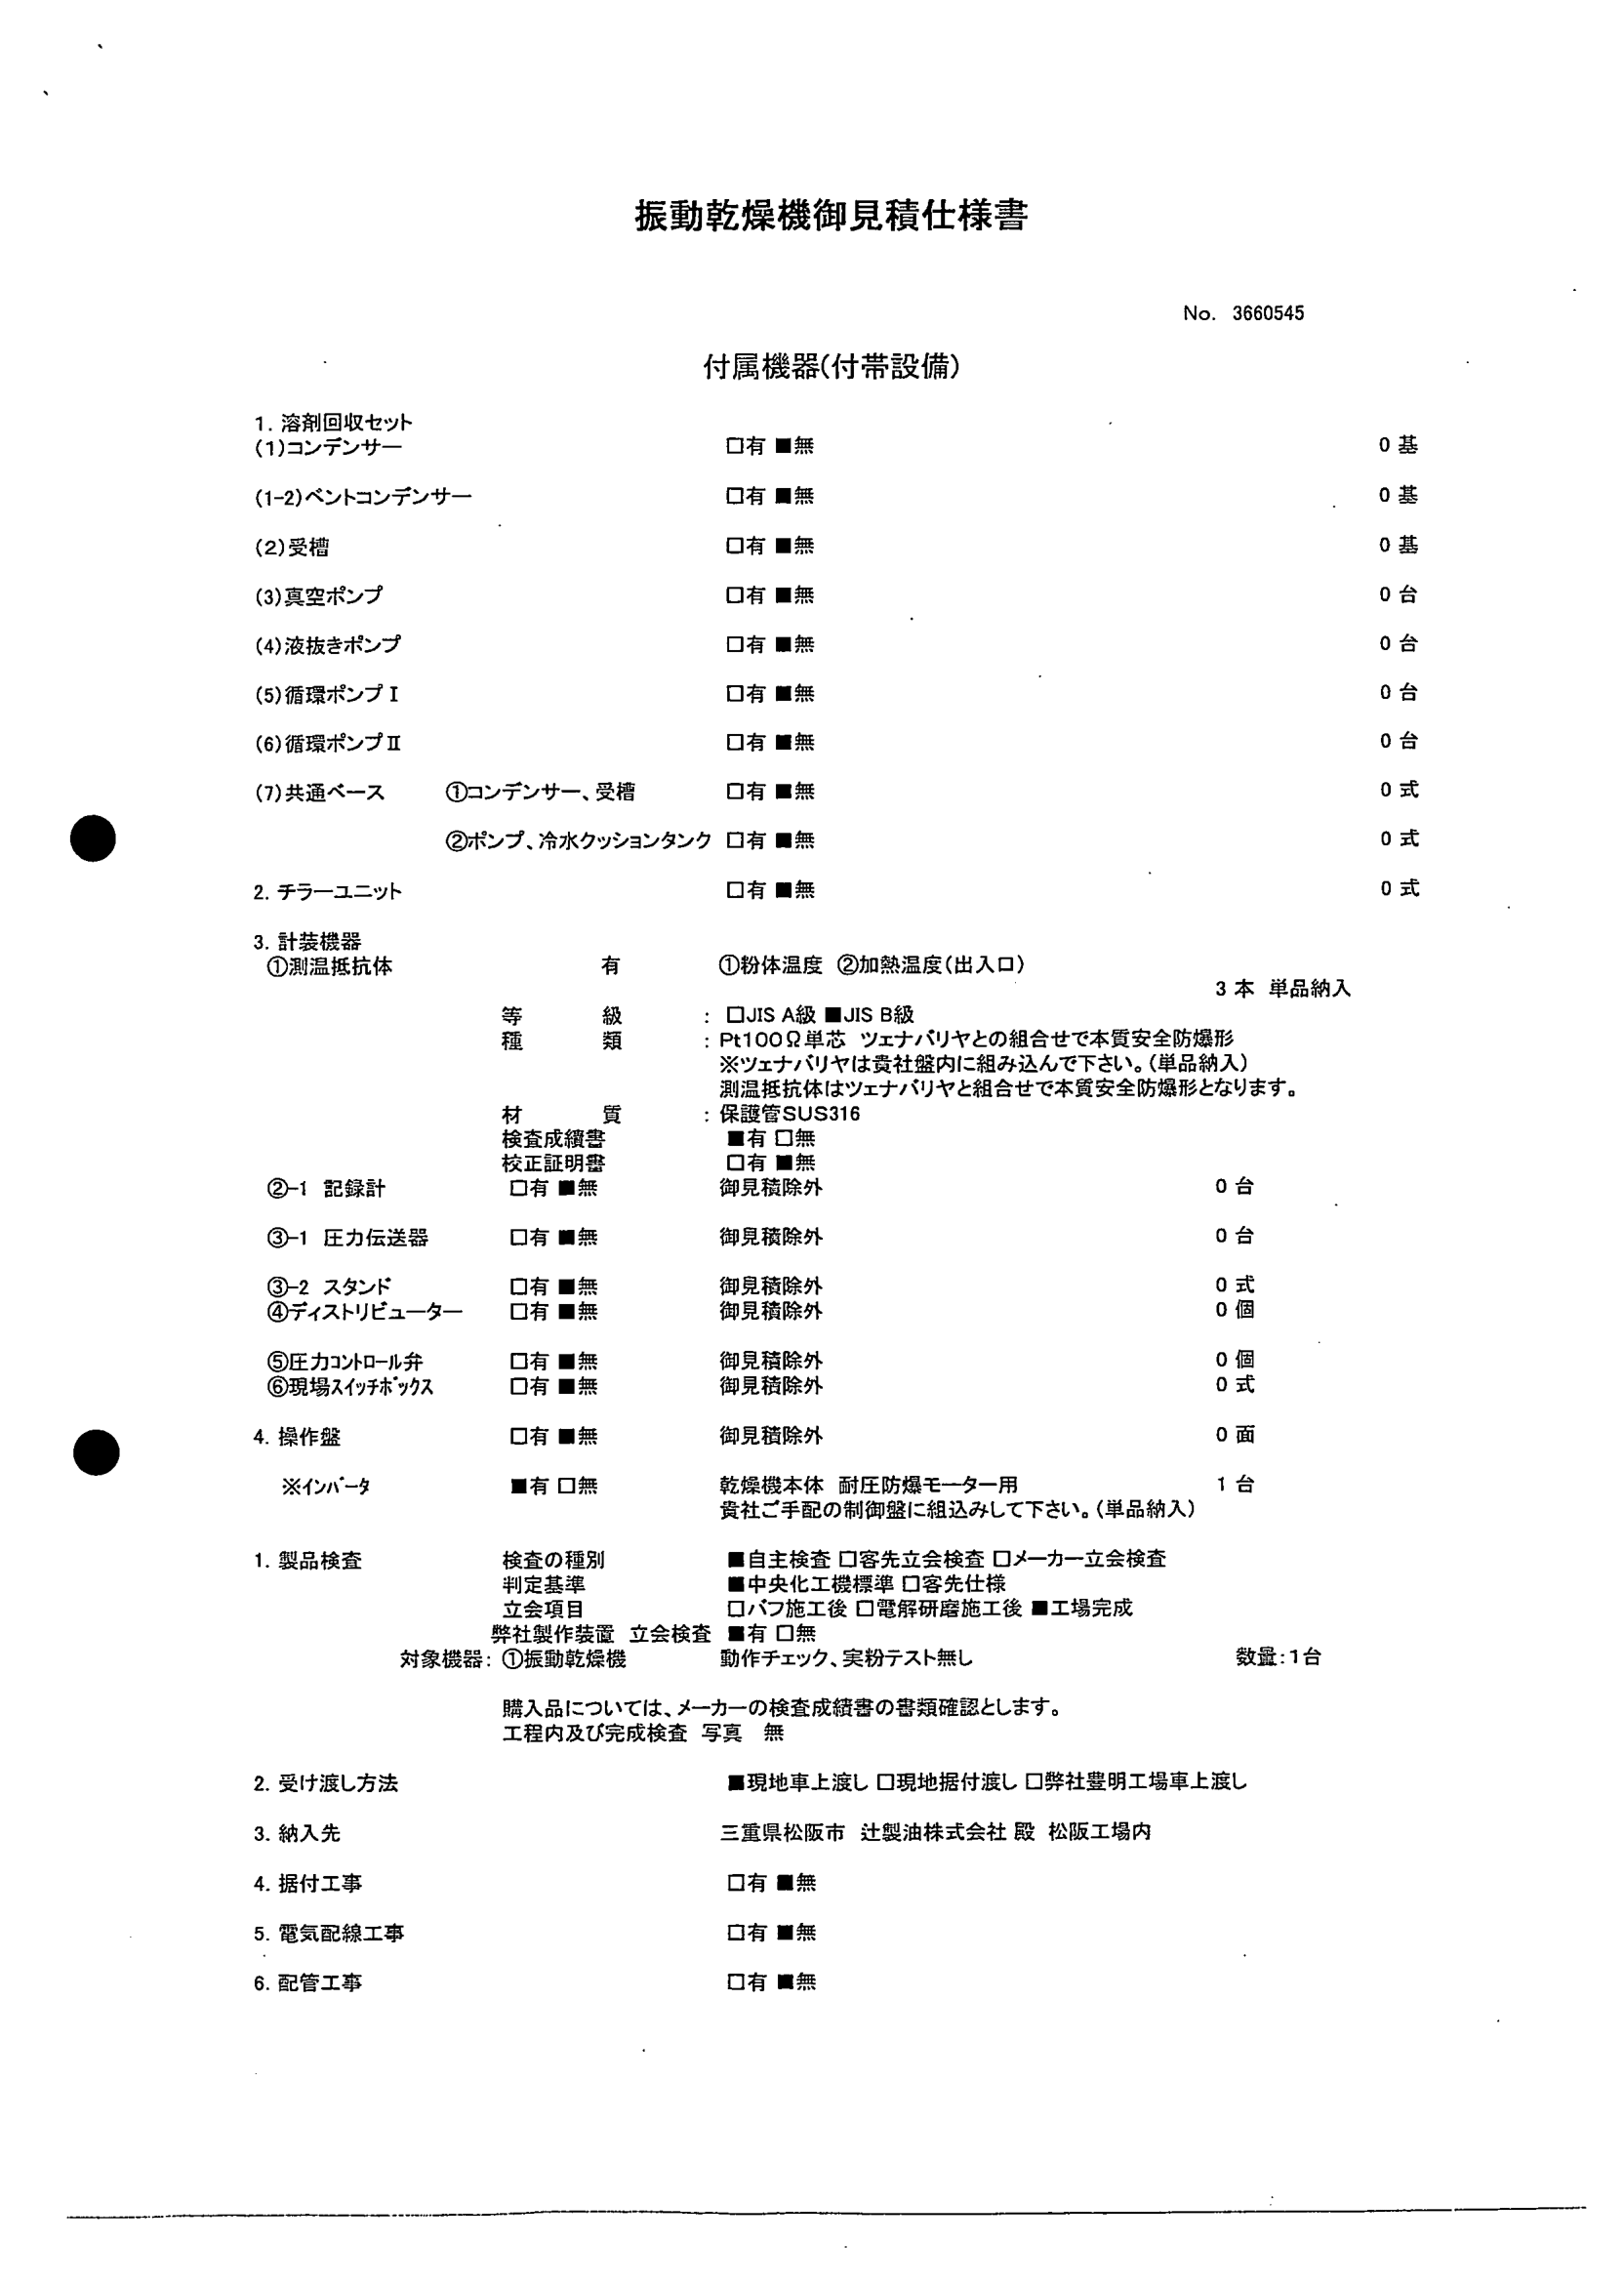 振動乾燥機御見積仕様書
No. 3660545
付属機器(付帯設備)
1. 溶剤回収セット
(1)コンデンサー □有 ■無 0 基
(1-2)ベントコンデンサー □有 ■無 0 基
(2)受槽 □有 ■無 0 基
(3)真空ポンプ □有 ■無 0 台
(4)液抜きポンプ □有 ■無 0 台
(5)循環ポンプⅠ □有 ■無 0 台
(6)循環ポンプⅡ □有 ■無 0 台
(7)共通ベース ①コンデンサー、受槽 □有 ■無 0 式
②ポンプ、冷水クッションタンク □有 ■無 0 式
2. チラーユニット □有 ■無 0 式
3. 計装機器
①測温抵抗体 有 ①粉体温度 ②加熱温度(出入口)
3 本 単品納入
等 級 : □JIS A級 ■JIS B級
種 類 : Pt100Ω単芯 ツェナバリヤとの組合せで本質安全防爆形
※ツェナバリヤは貴社盤内に組み込んで下さい。(単品納入)
測温抵抗体はツェナバリヤと組合せで本質安全防爆形となります。
材 質 : 保護管SUS316
検査成績書 ■有 □無
校正証明書 □有 ■無
②-1 記録計 □有 ■無 御見積除外 0 台
③-1 圧力伝送器 □有 ■無 御見積除外 0 台
③-2 スタンド □有 ■無 御見積除外 0 式
④ディストリビューター □有 ■無 御見積除外 0 個
⑤圧力コントロール弁 □有 ■無 御見積除外 0 個
⑥現場スイッチボックス □有 ■無 御見積除外 0 式
4. 操作盤 □有 ■無 御見積除外 0 面
※インバータ ■有 □無 乾燥機本体 耐圧防爆モーター用 1 台
貴社ご手配の制御盤に組込みして下さい。(単品納入)
1. 製品検査 検査の種別 ■自主検査 □客先立会検査 □メーカー立会検査
判定基準 ■中央化工機標準 □客先仕様
立会項目 □バフ施工後 □電解研磨施工後 ■工場完成
弊社製作装置 立会検査 ■有 □無
対象機器: ①振動乾燥機 動作チェック、実粉テスト無し 数量:1台
購入品については、メーカーの検査成績書の書類確認とします。
工程内及び完成検査 写真 無
2. 受け渡し方法 ■現地車上渡し □現地据付渡し □弊社豊明工場車上渡し
3. 納入先 三重県松阪市 辻製油株式会社 殿 松阪工場内
4. 据付工事 □有 ■無
5. 電気配線工事 □有 ■無
6. 配管工事 □有 ■無